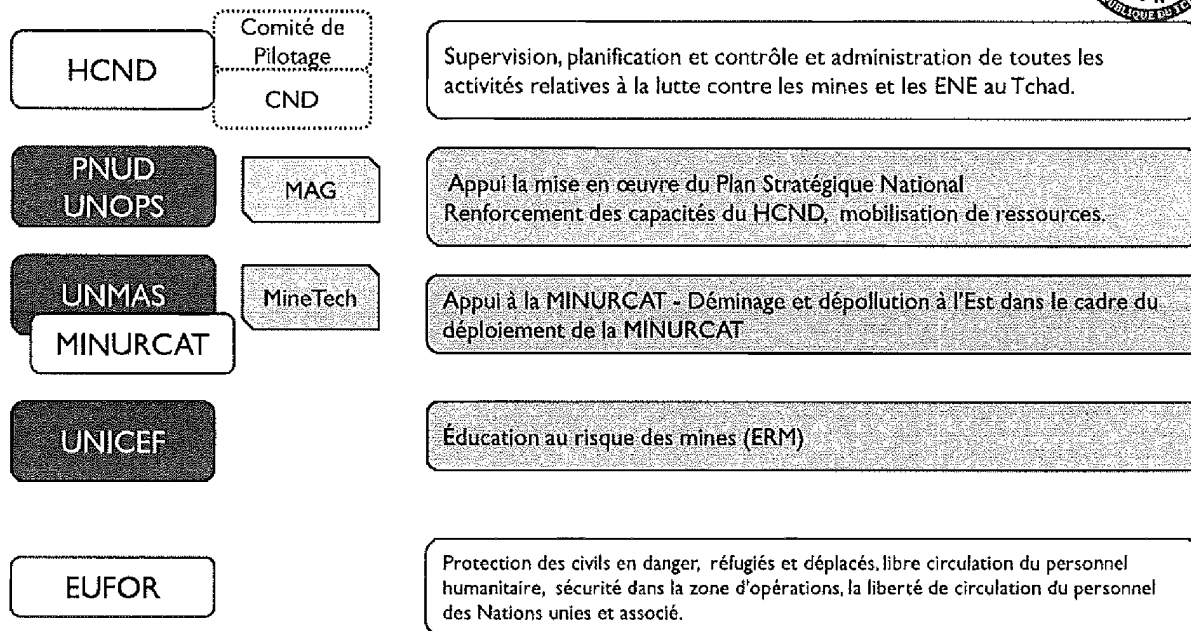 HCND
Comité de
Pilotage
CND
Supervision, planification et contrôle et administration de toutes les
activités relatives à la lutte contre les mines et les ENE au Tchad.
PNUD
UNOPS
MAG
Appui la mise en œuvre du Plan Stratégique National
Renforcement des capacités du HCND, mobilisation de ressources.
UNMAS
MINURCAT
MineTech
Appui à la MINURCAT - Déminage et dépollution à l'Est dans le cadre du
déploiement de la MINURCAT
UNICEF
Éducation au risque des mines (ERM)
EUFOR
Protection des civils en danger, réfugiés et déplacés, libre circulation du personnel
humanitaire, sécurité dans la zone d'opérations, la liberté de circulation du personnel
des Nations unies et associé.